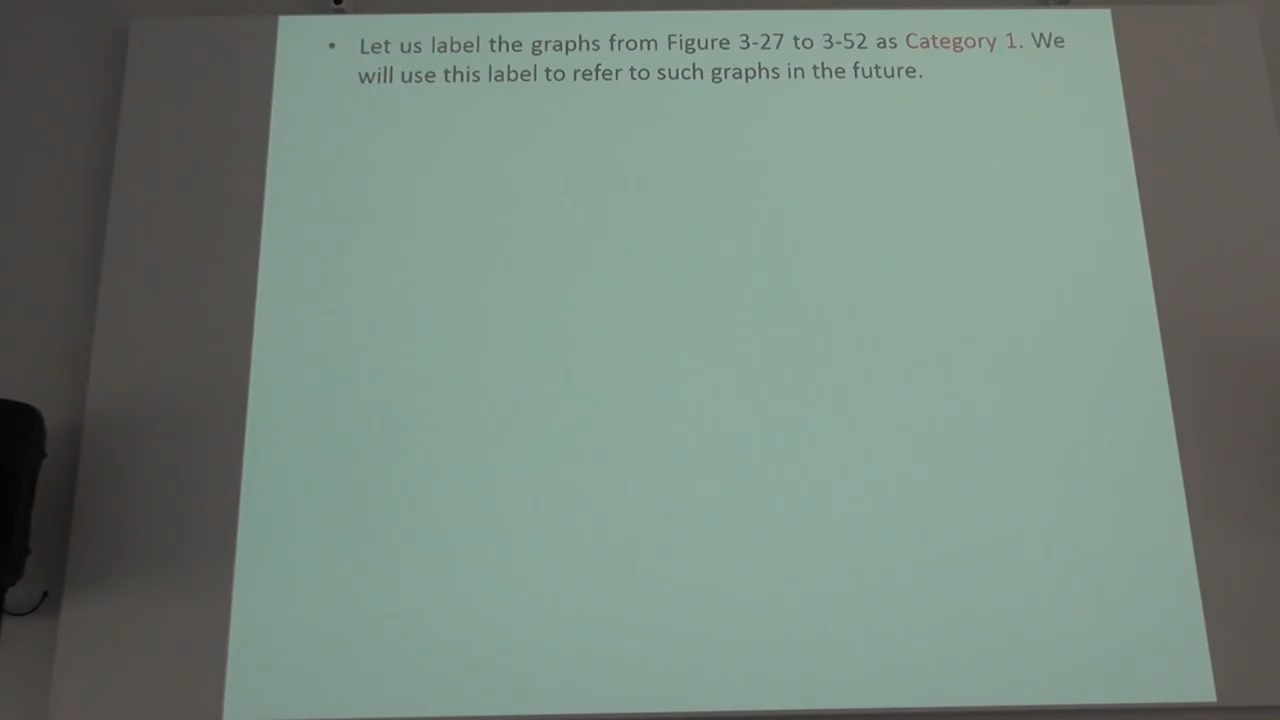 • Let us label the graphs from Figure 3-27 to 3-52 as Category 1. We
will use this label to refer to such graphs in the future.